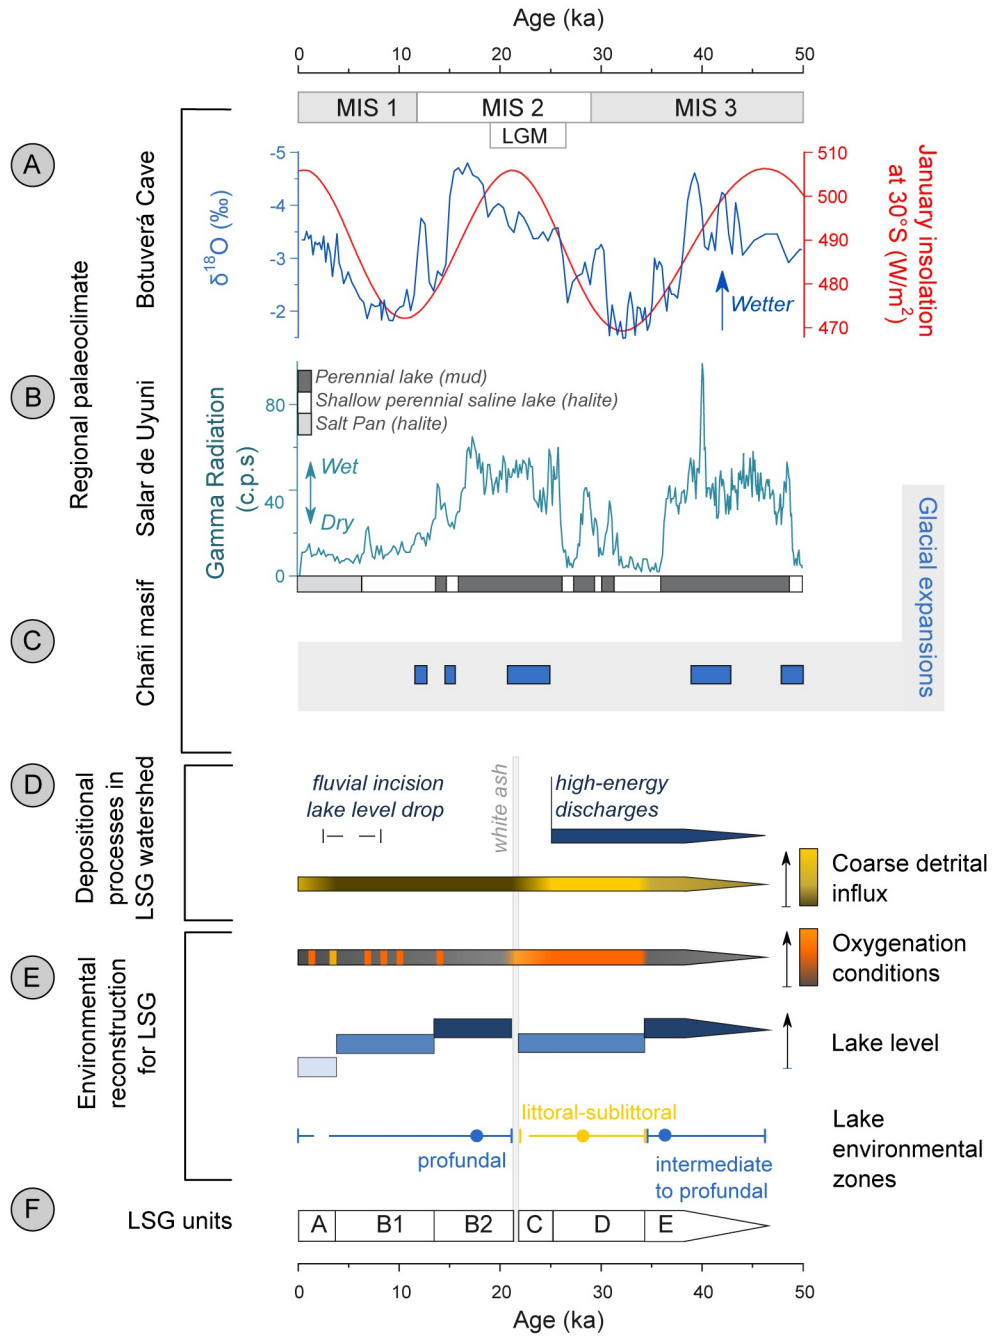 Age (ka)
0 10 20 30 40 50
MIS 1 MIS 2 MIS 3
LGM
A
Regional palaeoclimate
Botuverá Cave
δ18O (‰)
-5
-4
-3
-2
510
500
490
480
470
January insolation
at 30°S (W/m2)
Wetter
B
Salar de Uyuni
Gamma Radiation
(c.p.s)
80
40
0
Perennial lake (mud)
Shallow perennial saline lake (halite)
Salt Pan (halite)
Wet
Dry
C
Chañi masif
Glacial expansions
D
Depositional
processes in
LSG watershed
fluvial incision
lake level drop
white ash
high-energy
discharges
Coarse detrital
influx
E
Environmental
reconstruction
for LSG
Oxygenation
conditions
Lake level
littoral-sublittoral
profundal
intermediate
to profundal
Lake
environmental
zones
F
LSG units
A B1 B2 C D E
0 10 20 30 40 50
Age (ka)